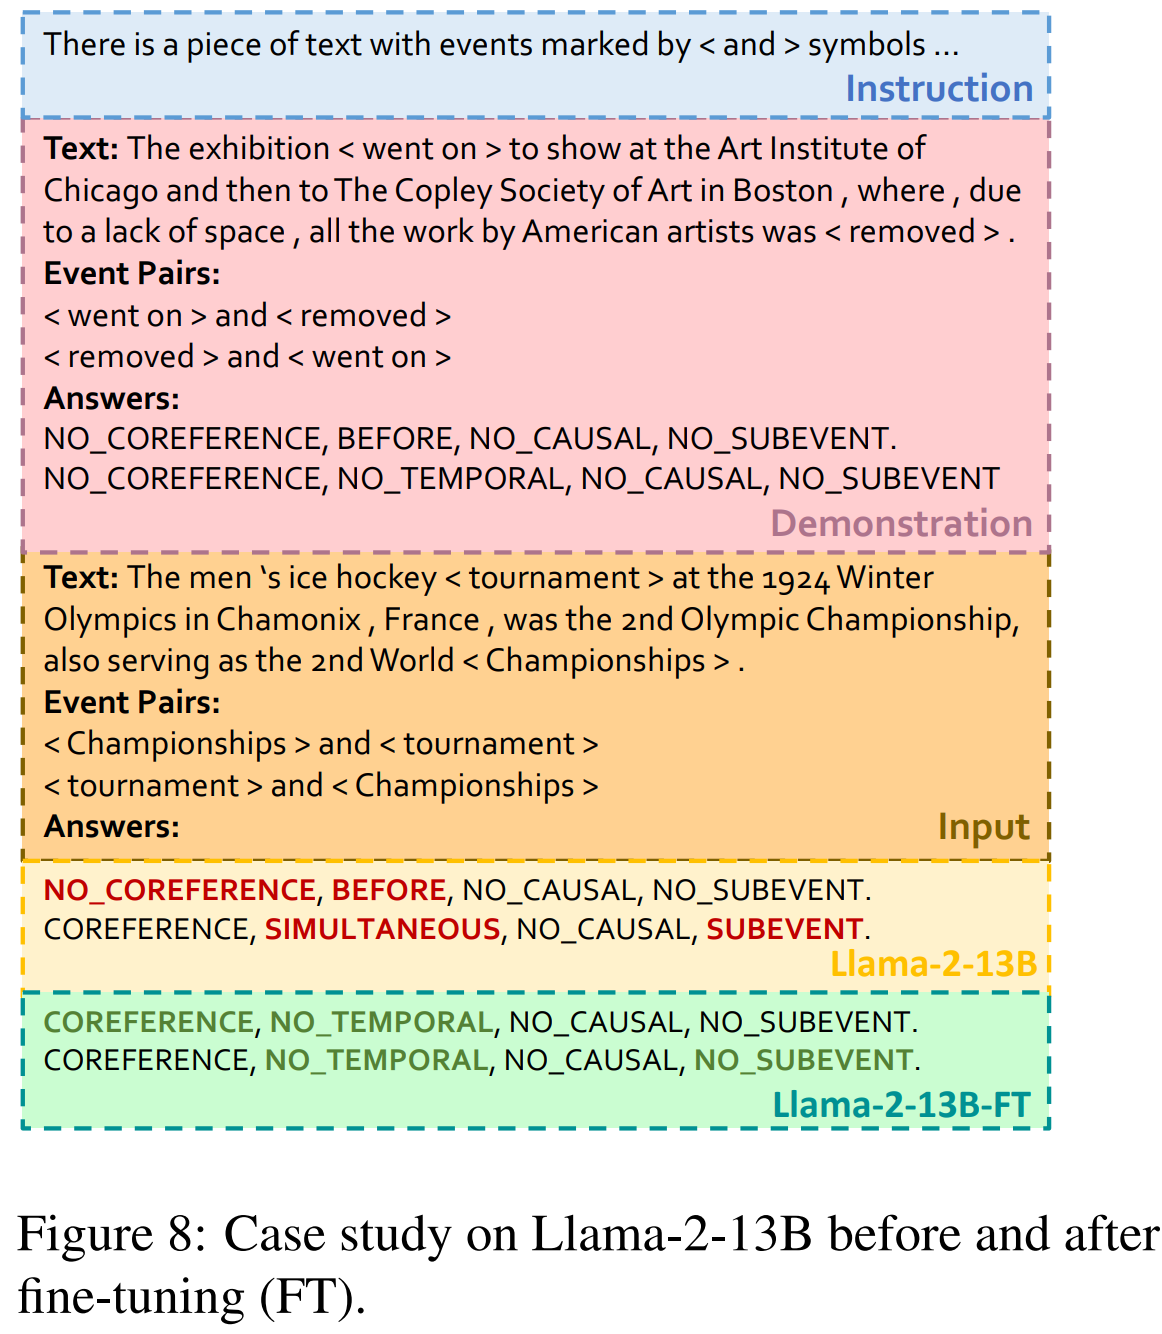 There is a piece of text with events marked by < and > symbols ...
Instruction
Text: The exhibition < went on > to show at the Art Institute of
Chicago and then to The Copley Society of Art in Boston , where , due
to a lack of space , all the work by American artists was < removed > .
Event Pairs:
< went on > and < removed >
< removed > and < went on >
Answers:
NO_COREFERENCE, BEFORE, NO_CAUSAL, NO_SUBEVENT.
NO_COREFERENCE, NO_TEMPORAL, NO_CAUSAL, NO_SUBEVENT
Demonstration
Text: The men ‘s ice hockey < tournament > at the 1924 Winter
Olympics in Chamonix , France , was the 2nd Olympic Championship,
also serving as the 2nd World < Championships > .
Event Pairs:
< Championships > and < tournament >
< tournament > and < Championships >
Answers:
Input
NO_COREFERENCE, BEFORE, NO_CAUSAL, NO_SUBEVENT.
COREFERENCE, SIMULTANEOUS, NO_CAUSAL, SUBEVENT.
Llama-2-13B
COREFERENCE, NO_TEMPORAL, NO_CAUSAL, NO_SUBEVENT.
COREFERENCE, NO_TEMPORAL, NO_CAUSAL, NO_SUBEVENT.
Llama-2-13B-FT
Figure 8: Case study on Llama-2-13B before and after
fine-tuning (FT).